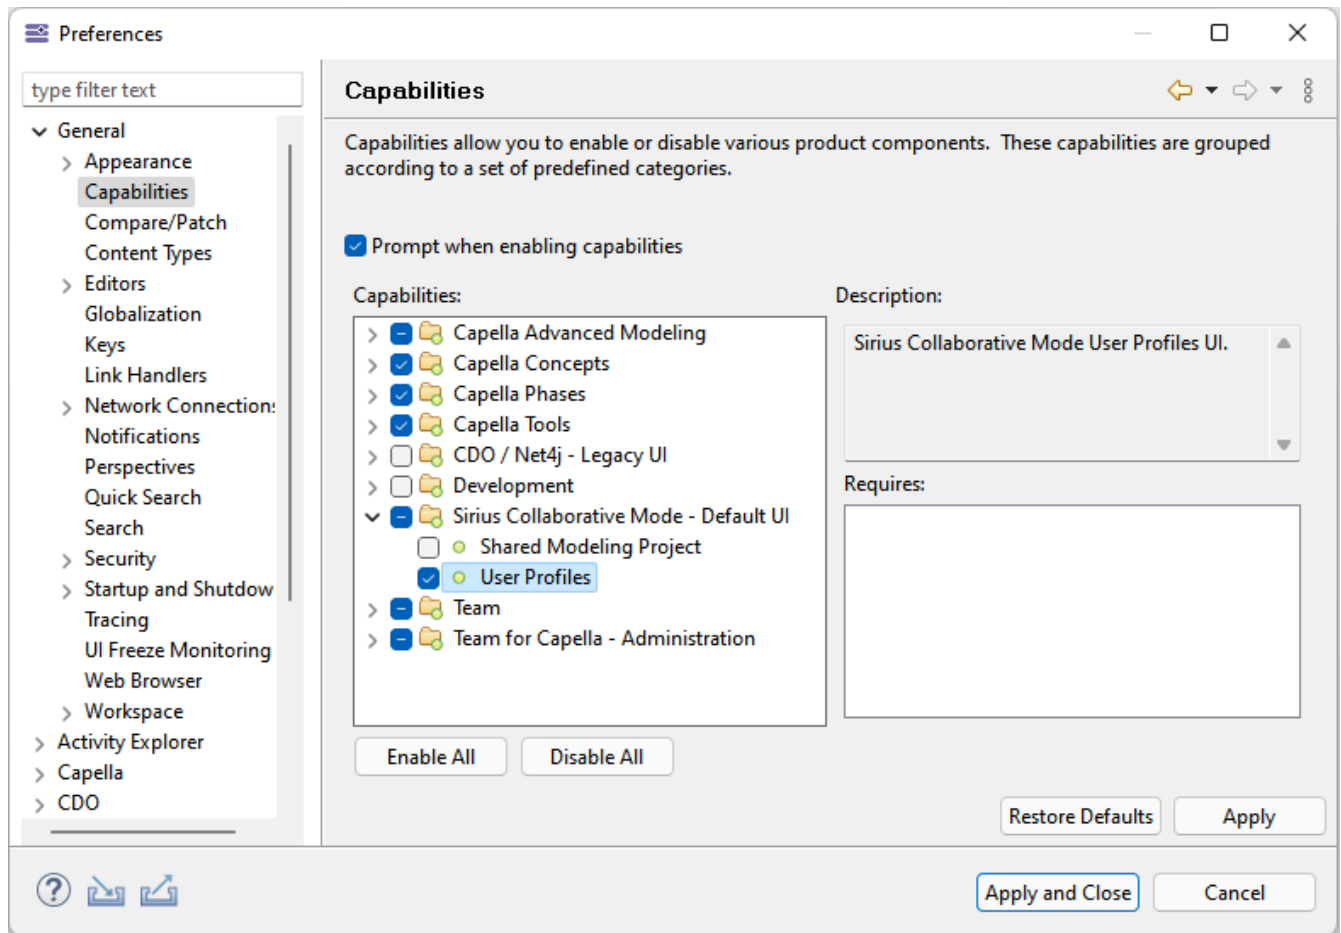 Preferences
type filter text
General
Appearance
Capabilities
Compare/Patch
Content Types
Editors
Globalization
Keys
Link Handlers
Network Connections
Notifications
Perspectives
Quick Search
Search
Security
Startup and Shutdow
Tracing
UI Freeze Monitoring
Web Browser
Workspace
Activity Explorer
Capella
CDO
Capabilities
Capabilities allow you to enable or disable various product components.  These capabilities are grouped
according to a set of predefined categories.
Prompt when enabling capabilities
Capabilities:
Capella Advanced Modeling
Capella Concepts
Capella Phases
Capella Tools
CDO / Net4j - Legacy UI
Development
Sirius Collaborative Mode - Default UI
Shared Modeling Project
User Profiles
Team
Team for Capella - Administration
Description:
Sirius Collaborative Mode User Profiles UI.
Requires:
Enable All
Disable All
Restore Defaults
Apply
Apply and Close
Cancel